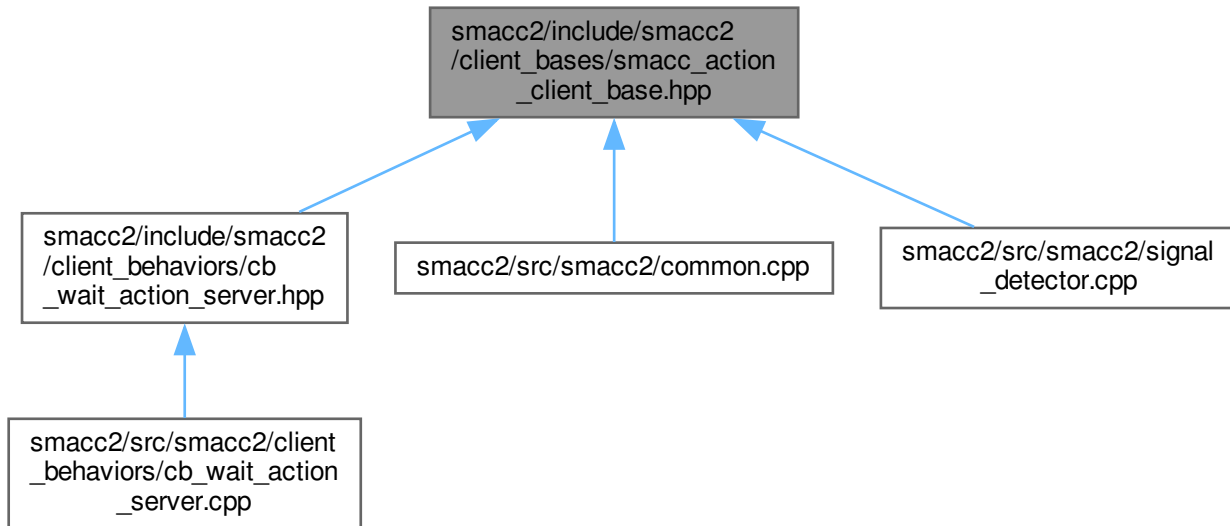 smacc2/include/smacc2
/client_bases/smacc_action
_client_base.hpp
smacc2/include/smacc2
/client_behaviors/cb
_wait_action_server.hpp
smacc2/src/smacc2/common.cpp
smacc2/src/smacc2/signal
_detector.cpp
smacc2/src/smacc2/client
_behaviors/cb_wait_action
_server.cpp